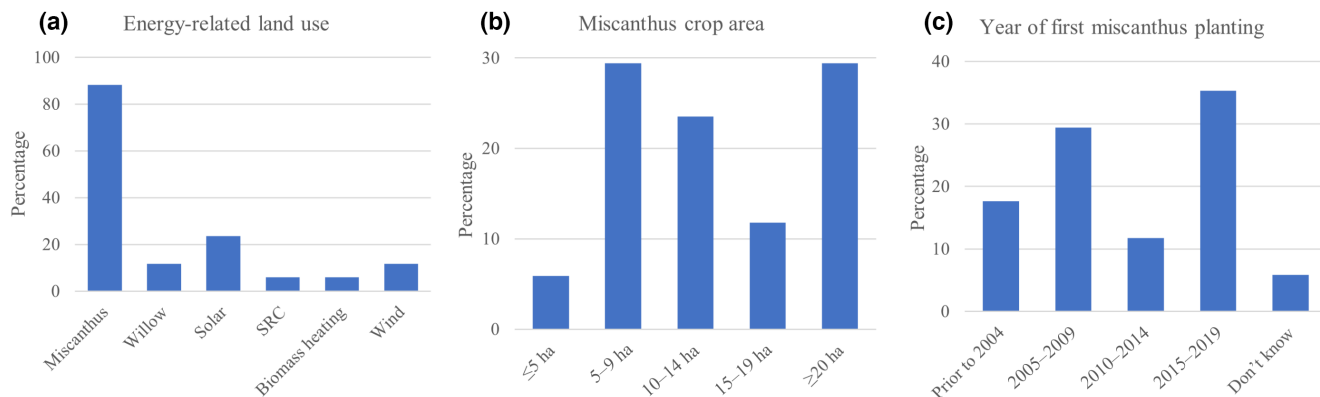 (a)
Energy-related land use
Percentage
100
80
60
40
20
0
Miscanthus
Willow
Solar
SRC
Biomass heating
Wind
(b)
Miscanthus crop area
Percentage
30
20
10
0
≤5 ha
5–9 ha
10–14 ha
15–19 ha
≥20 ha
(c)
Year of first miscanthus planting
Percentage
40
30
20
10
0
Prior to 2004
2005–2009
2010–2014
2015–2019
Don’t know